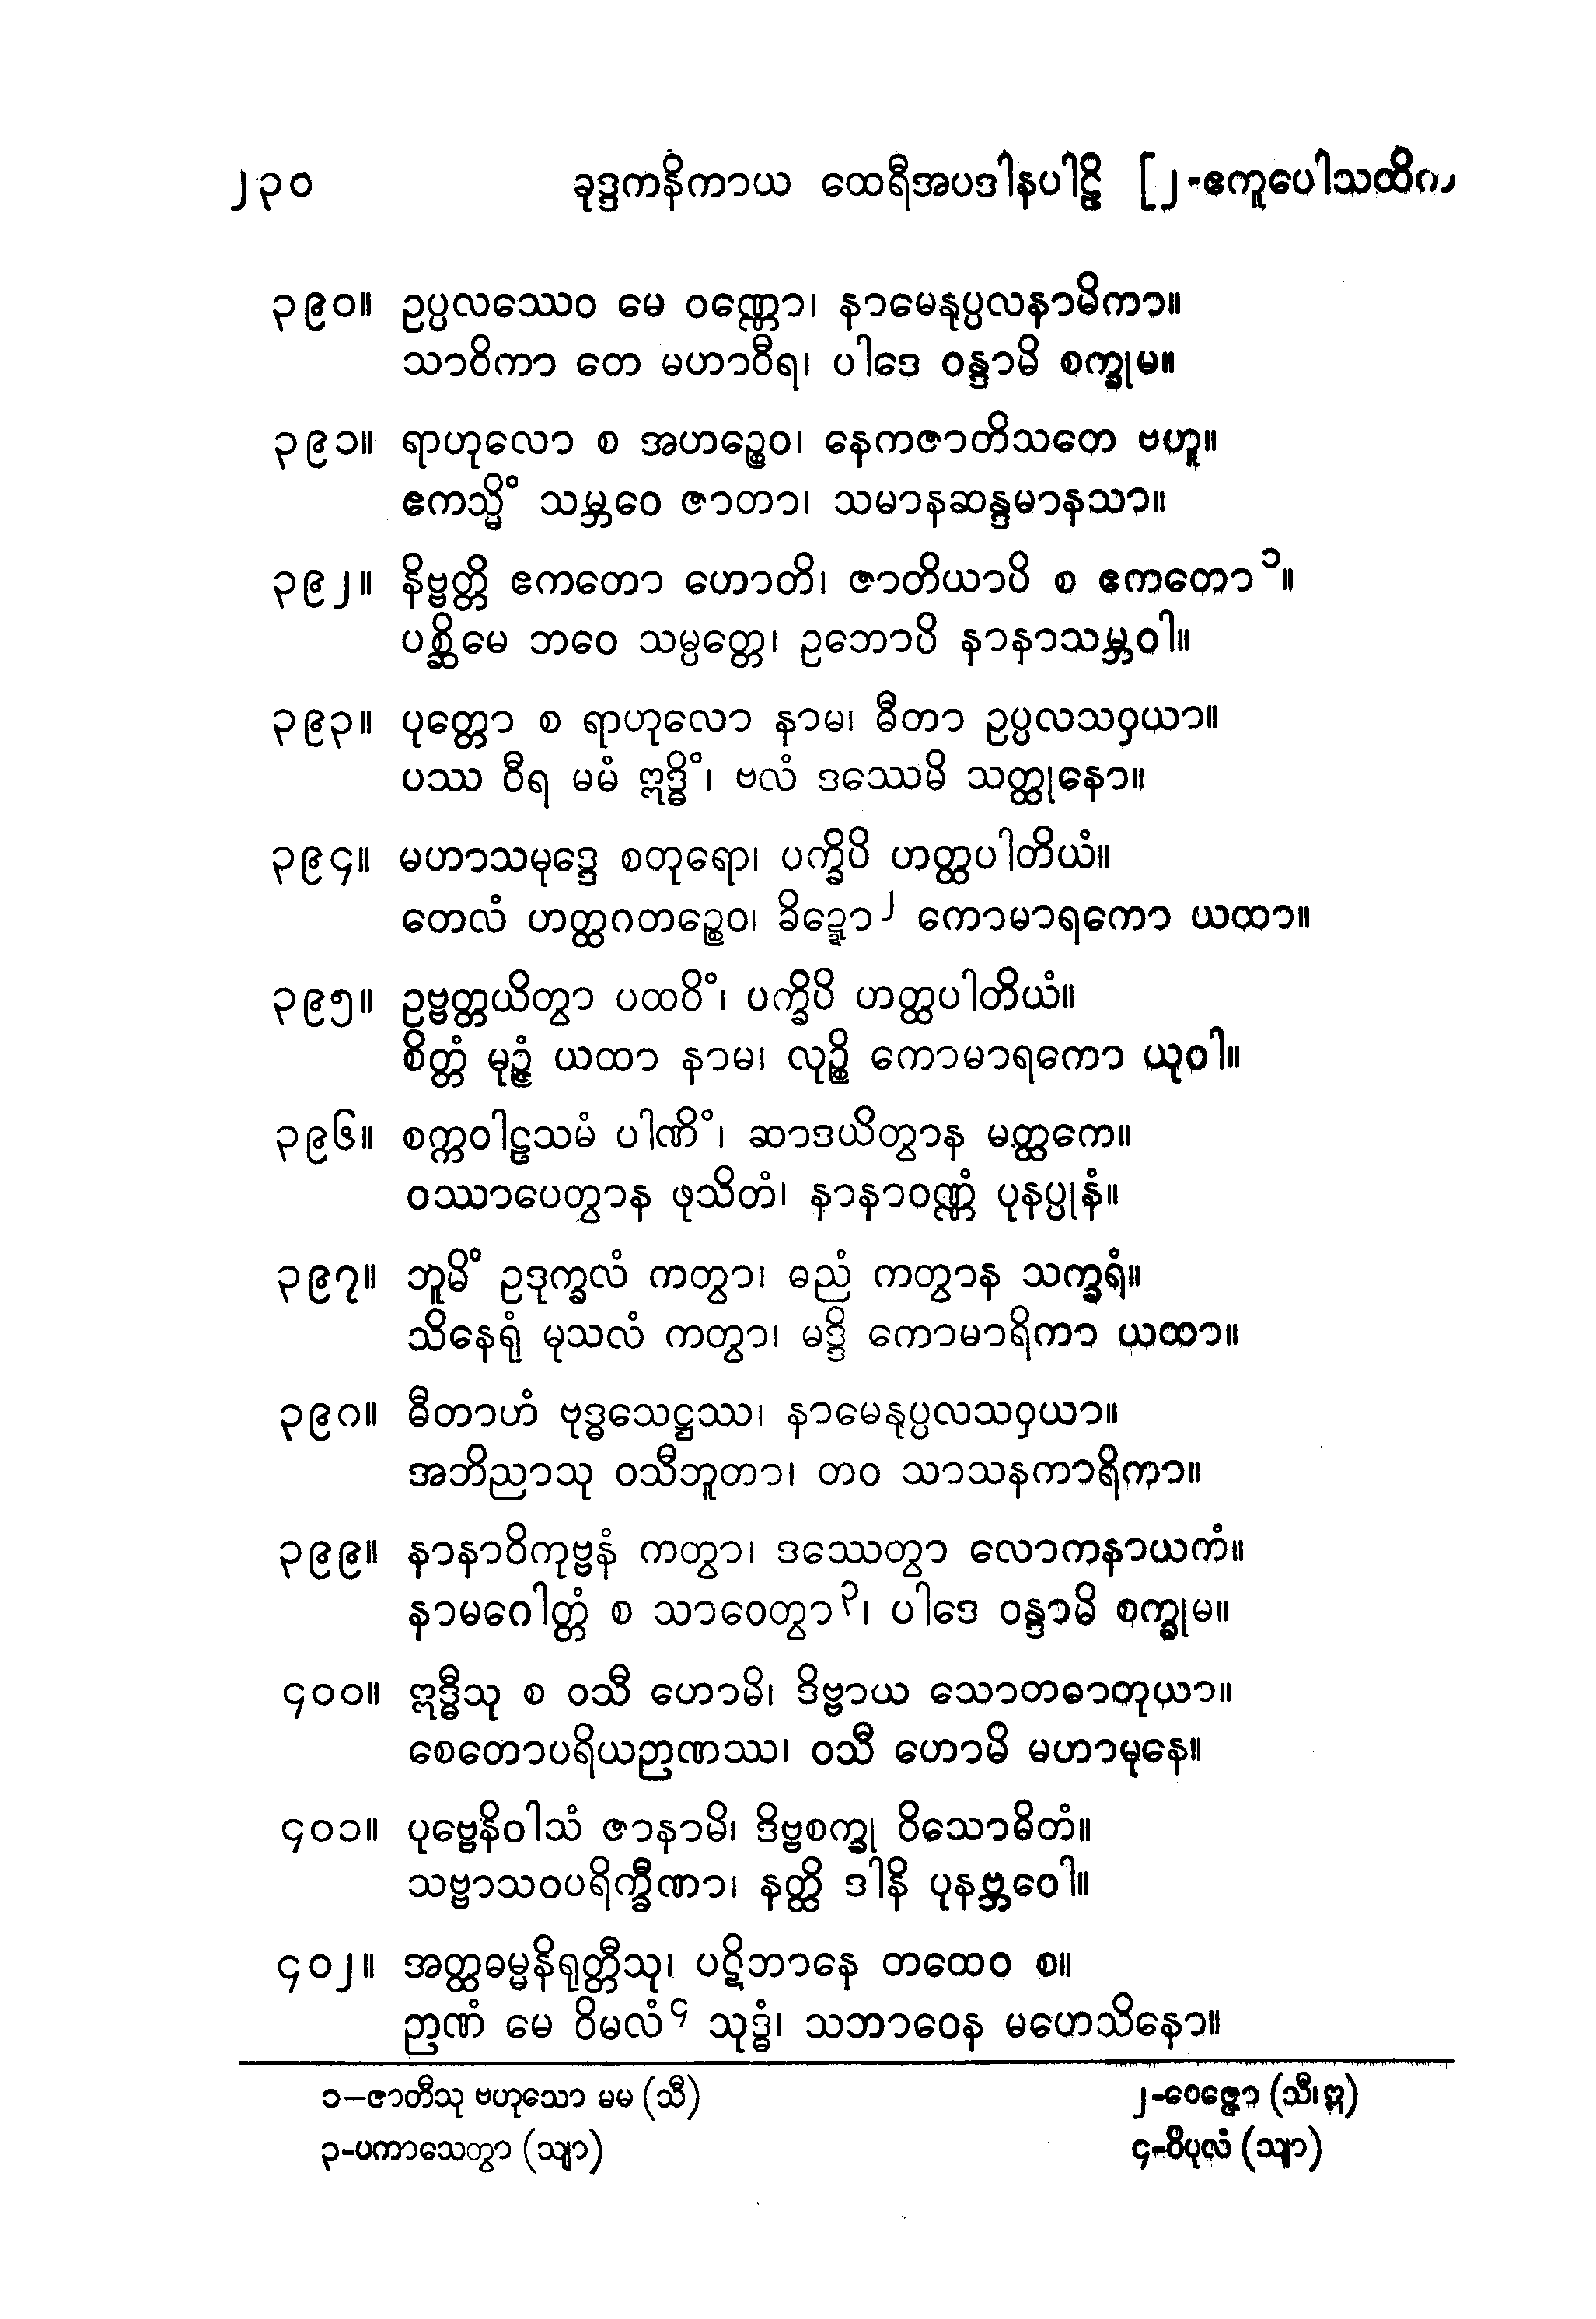 ၂၃၀ ခုဒ္ဒကနိကာယ ထေရီအပဒါနပါဠိ [၂-ဧကူပေါသထိက
၃၉၀။ ဥပ္ပလဿေဝ မေ ဝဏ္ဏော၊ နာမေနုပ္ပလနာမိကာ။
သာဝိကာ တေ မဟာဝီရ၊ ပါဒေ ဝန္ဒာမိ စက္ခုမ။
၃၉၁။ ရာဟုလော စ အဟဉ္စေဝ၊ နေကဇာတိသတေ ဗဟူ။
ဧကသ္မိံ သမ္ဘဝေ ဇာတာ၊ သမာနဆန္ဒမာနသာ။
၃၉၂။ နိဗ္ဗတ္တိ ဧကတော ဟောတိ၊ ဇာတိယာပိ စ ဧကတော၁။
ပစ္ဆိမေ ဘဝေ သမ္ပတ္တေ၊ ဥဘောပိ နာနာသမ္ဘဝါ။
၃၉၃။ ပုတ္တော စ ရာဟုလော နာမ၊ ဓီတာ ဥပ္ပလသဝှယာ။
ပဿ ဝီရ မမံ ဣဒ္ဓိံ၊ ဗလံ ဒဿေမိ သတ္ထုနော။
၃၉၄။ မဟာသမုဒ္ဒေ စတုရော၊ ပက္ခိပိ ဟတ္ထပါတိယံ။
တေလံ ဟတ္ထဂတဉ္စေဝ၊ ခိဍ္ဍော၂ ကောမာရကော ယထာ။
၃၉၅။ ဥဗ္ဗတ္တယိတွာ ပထဝိံ၊ ပက္ခိပိ ဟတ္ထပါတိယံ။
စိတ္တံ မုဉ္ဇံ ယထာ နာမ၊ လုဉ္စိ ကောမာရကော ယုဝါ။
၃၉၆။ စက္ကဝါဠသမံ ပါဏိံ၊ ဆာဒယိတွာန မတ္ထကေ။
ဝဿာပေတွာန ဖုသိတံ၊ နာနာဝဏ္ဏံ ပုနပ္ပုနံ။
၃၉၇။ ဘူမိံ ဥဒုက္ခလံ ကတွာ၊ ဓညံ ကတွာန သက္ခရံ။
သိနေရုံ မုသလံ ကတွာ၊ မဒ္ဒိ ကောမာရိကာ ယထာ။
၃၉၈။ ဓီတာဟံ ဗုဒ္ဓသေဋ္ဌဿ၊ နာမေနုပ္ပလသဝှယာ။
အဘိညာသု ဝသီဘူတာ၊ တဝ သာသနကာရိကာ။
၃၉၉။ နာနာဝိကုဗ္ဗနံ ကတွာ၊ ဒဿေတွာ လောကနာယကံ။
နာမဂေါတ္တံ စ သာဝေတွာ၃၊ ပါဒေ ဝန္ဒာမိ စက္ခုမ။
၄၀၀။ ဣဒ္ဓီသု စ ဝသီ ဟောမိ၊ ဒိဗ္ဗာယ သောတဓာတုယာ။
စေတောပရိယဉာဏဿ၊ ဝသီ ဟောမိ မဟာမုနေ။
၄၀၁။ ပုဗ္ဗေနိဝါသံ ဇာနာမိ၊ ဒိဗ္ဗစက္ခု ဝိသောဓိတံ။
သဗ္ဗာသဝပရိက္ခီဏာ၊ နတ္ထိ ဒါနိ ပုနဗ္ဘဝေါ။
၄၀၂။ အတ္ထဓမ္မနိရုတ္တီသု၊ ပဋိဘာနေ တထေဝ စ။
ဉာဏံ မေ ဝိမလံ၄ သုဒ္ဓံ၊ သဘာဝေန မဟေသိနော။
၁–ဇာတီသု ဗဟုသော မမ (သီ) ၂-ဝေဇ္ဇော (သီ၊ဣ)
၃-ပကာသေတွာ (သျာ) ၄-ဝိပုလံ (သျာ)